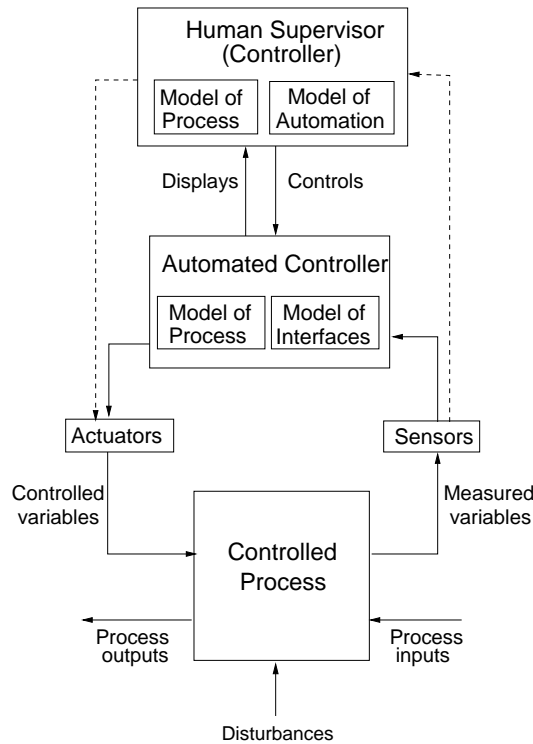 Human Supervisor
(Controller)
Model of
Process
Model of
Automation
Displays
Controls
Automated Controller
Model of
Process
Model of
Interfaces
Actuators
Sensors
Controlled
variables
Measured
variables
Controlled
Process
Process
outputs
Process
inputs
Disturbances